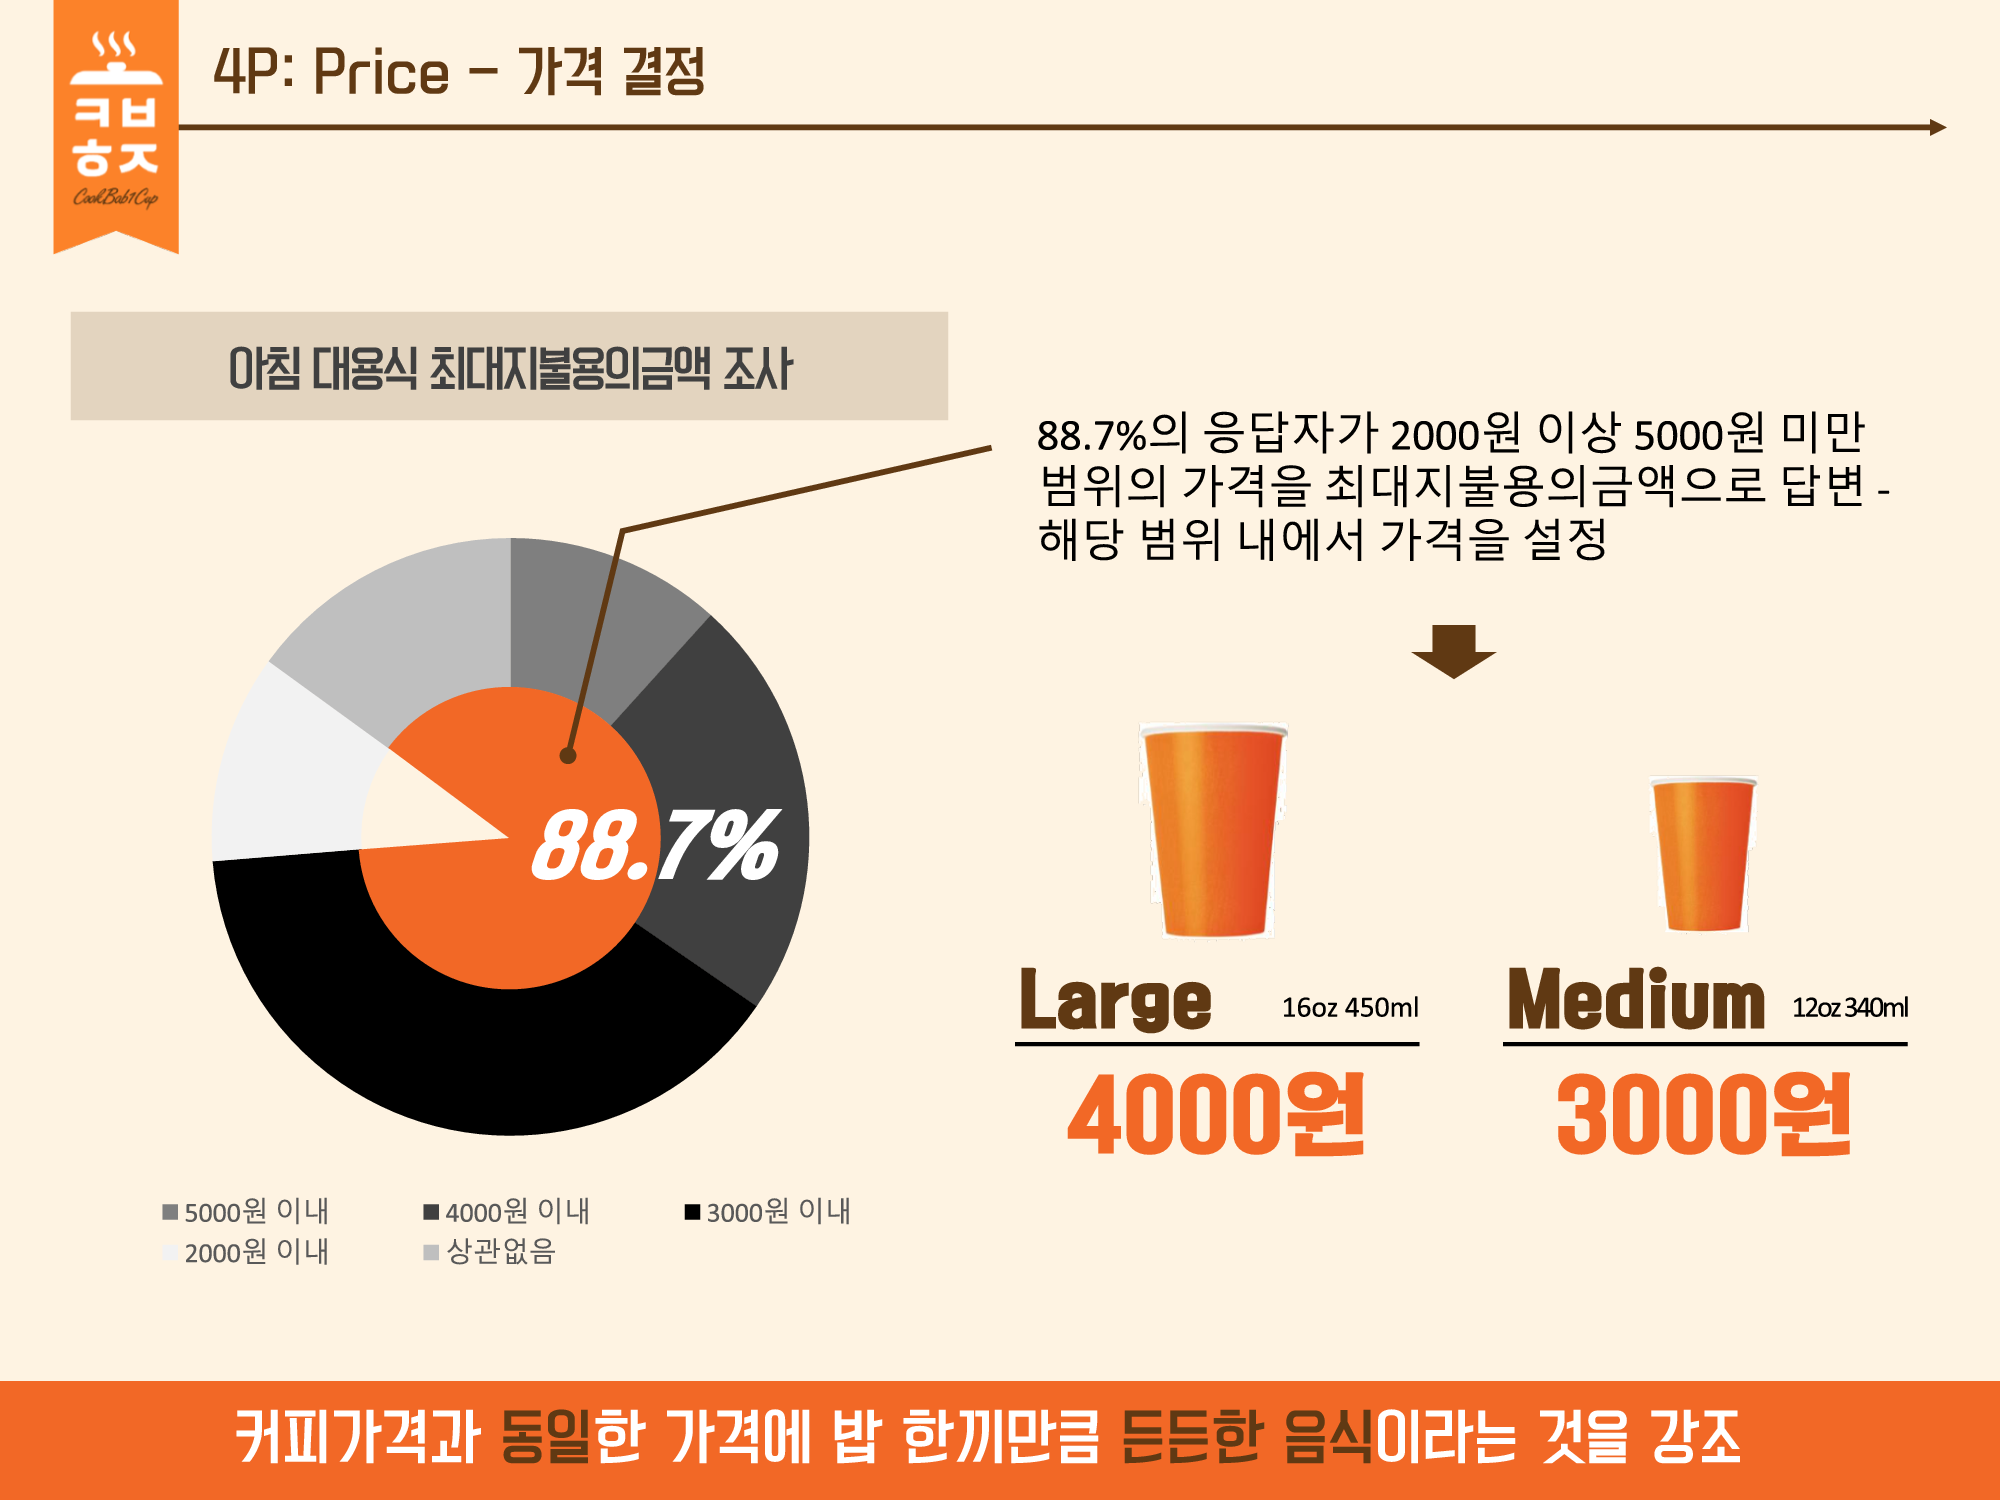 ㅋㅂ
ㅎㅈ
CookBab1Cup
4P: Price – 가격 결정
아침 대용식 최대지불용의금액 조사
88.7%의 응답자가 2000원 이상 5000원 미만
범위의 가격을 최대지불용의금액으로 답변 -
해당 범위 내에서 가격을 설정
88.7%
Large 16oz 450ml
4000원
Medium 12oz 340ml
3000원
5000원 이내 4000원 이내 3000원 이내
2000원 이내 상관없음
커피가격과 동일한 가격에 밥 한끼만큼 든든한 음식이라는 것을 강조